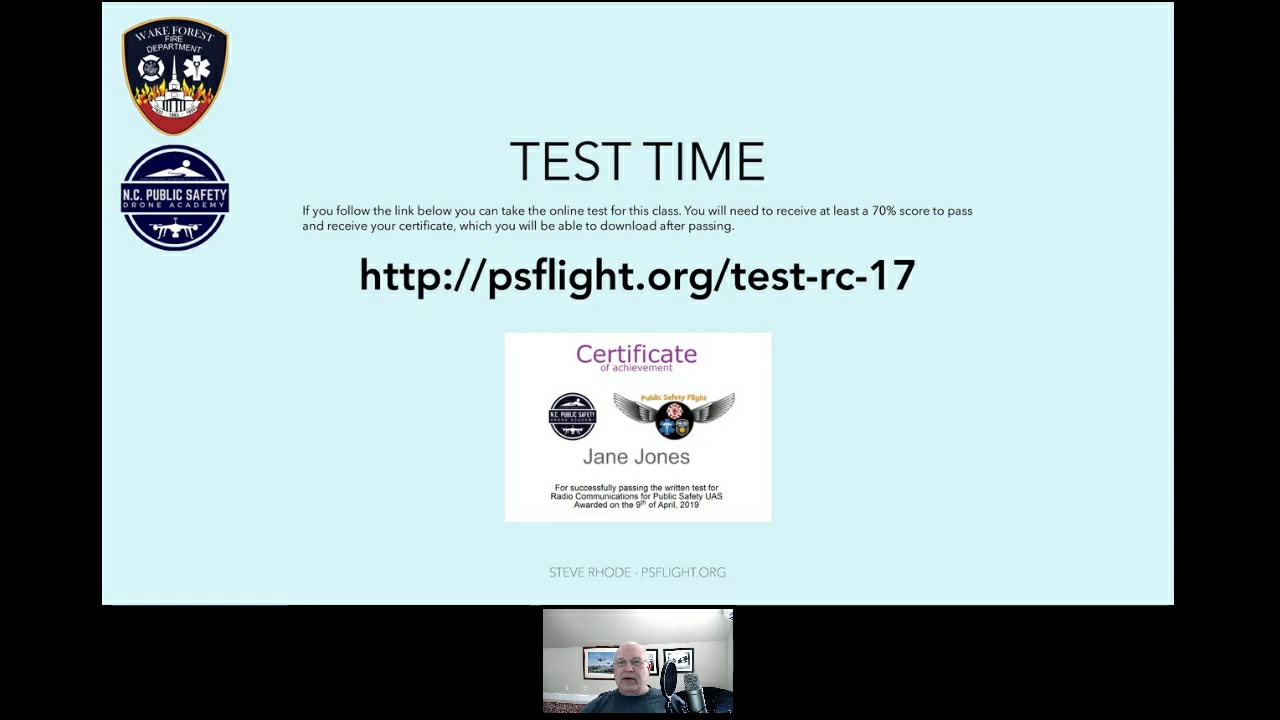 WAKE FOREST
FIRE
DEPARTMENT
N.C. PUBLIC SAFETY
DRONE ACADEMY
TEST TIME
If you follow the link below you can take the online test for this class. You will need to receive at least a 70% score to pass
and receive your certificate, which you will be able to download after passing.
http://psflight.org/test-rc-17
Certificate
of achievement
N.C. PUBLIC SAFETY
DRONE ACADEMY
Public Safety Flight
Jane Jones
For successfully passing the written test for
Radio Communications for Public Safety UAS
Awarded on the 9th of April, 2019
STEVE RHODE - PSFLIGHT.ORG